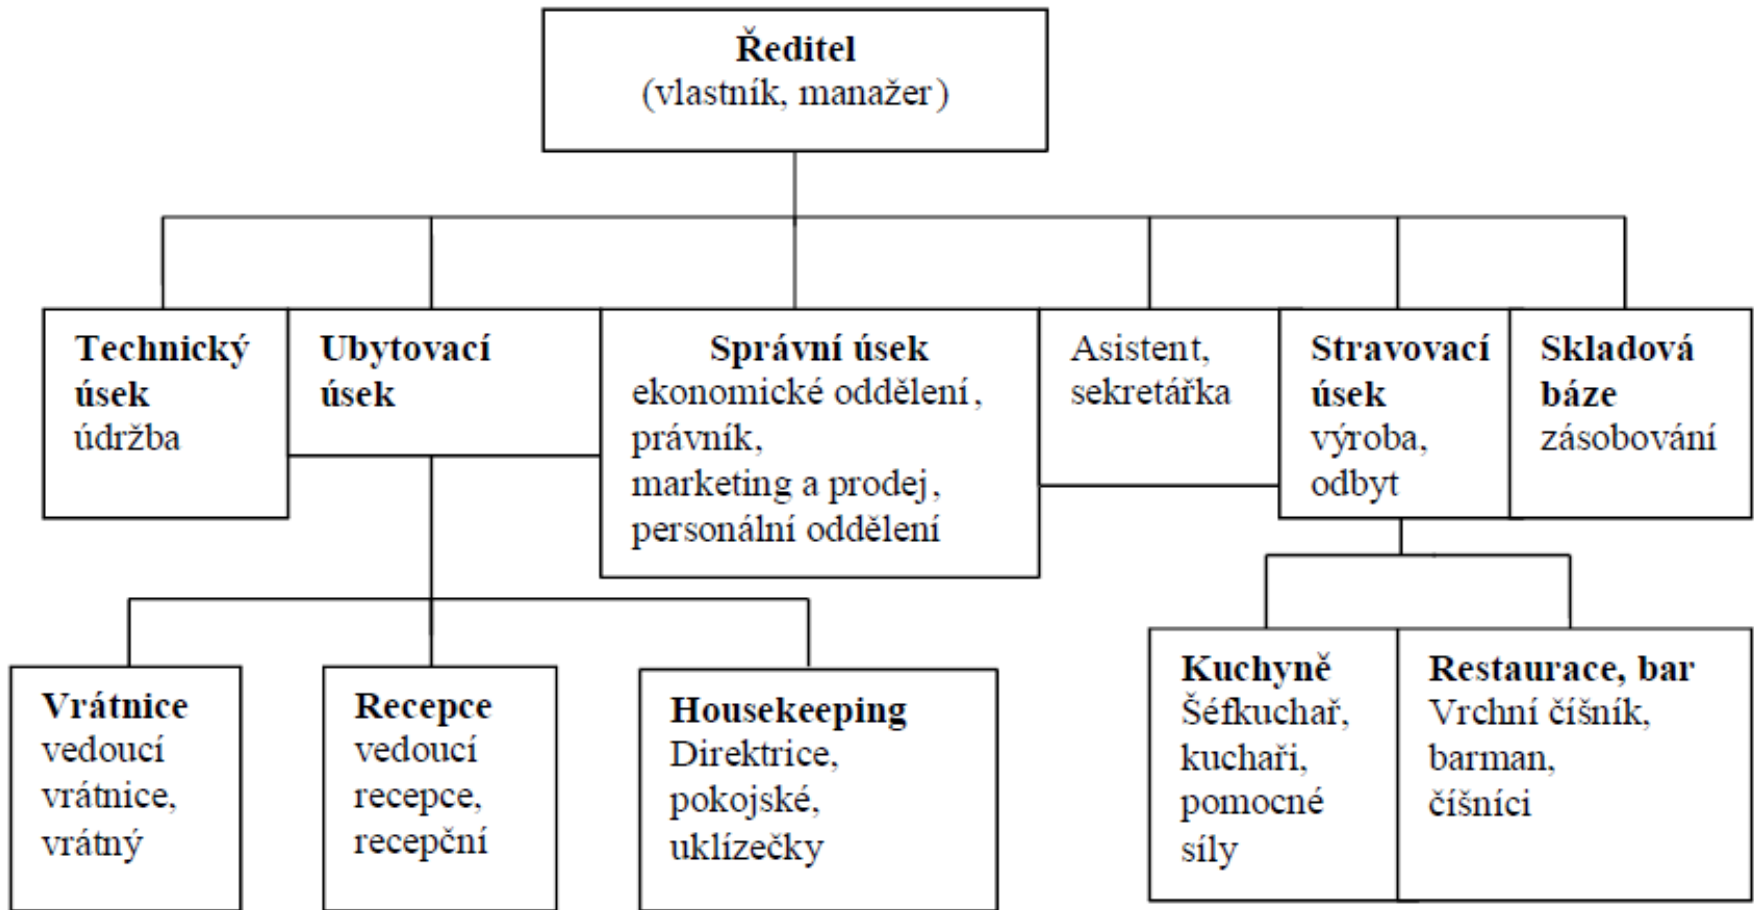 Ředitel
(vlastník, manažer)
Technický
úsek
údržba
Ubytovací
úsek
Správní úsek
ekonomické oddělení,
právník,
marketing a prodej,
personální oddělení
Asistent,
sekretářka
Stravovací
úsek
výroba,
odbyt
Skladová
báze
zásobování
Vrátnice
vedoucí
vrátnice,
vrátný
Recepce
vedoucí
recepce,
recepční
Housekeeping
Direktrice,
pokojské,
uklízečky
Kuchyně
Šéfkuchař,
kuchaři,
pomocné
síly
Restaurace, bar
Vrchní číšník,
barman,
číšníci